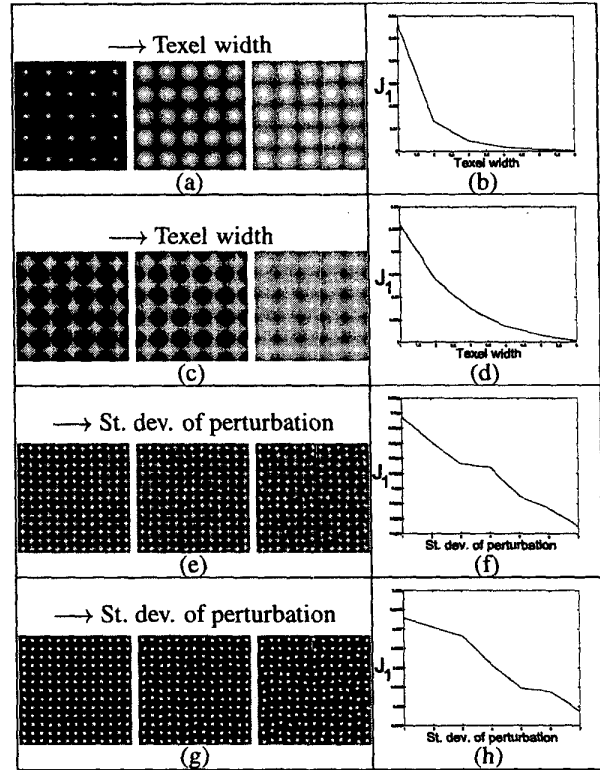 → Texel width
J1
Texel width
(a)
(b)
→ Texel width
J1
Texel width
(c)
(d)
→ St. dev. of perturbation
J1
St. dev. of perturbation
(e)
(f)
→ St. dev. of perturbation
J1
St. dev. of perturbation
(g)
(h)